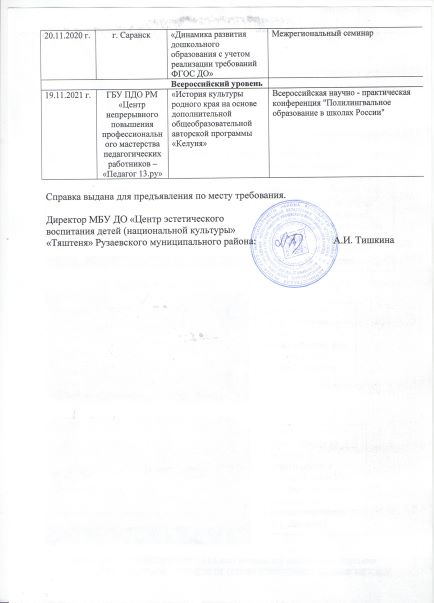 20.11.2020 г.
г. Саранск
«Динамика развития
дошкольного
образования с учетом
реализации требований
ФГОС ДО»
Межрегиональный семинар
Всероссийский уровень
19.11.2021 г.
ГБУ ПДО РМ
«Центр
непрерывного
повышения
профессиональн
ого мастерства
педагогических
работников –
«Педагог 13.ру»
«История культуры
родного края на основе
дополнительной
общеобразовательной
авторской программы
«Келуня»
Всероссийская научно - практическая
конференция "Полилингвальное
образование в школах России"
Справка выдана для предъявления по месту требования.
Директор МБУ ДО «Центр эстетического
воспитания детей (национальной культуры»
«Тяштеня» Рузаевского муниципального района:
А.И. Тишкина